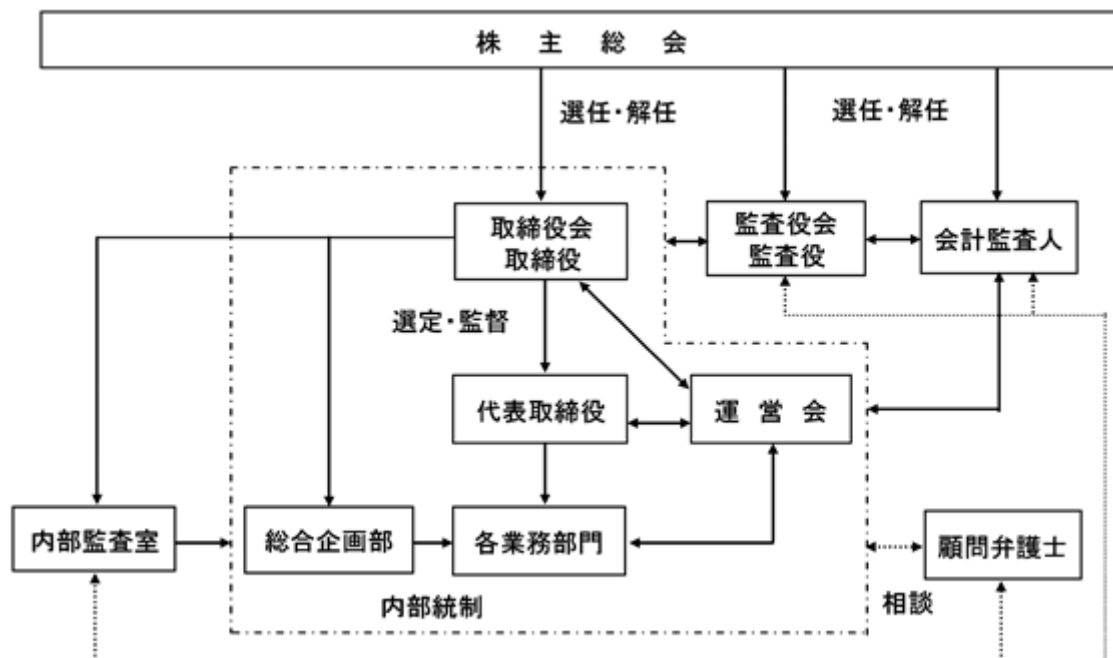 株主総会
選任・解任
選任・解任
取締役会
取締役
監査役会
監査役
会計監査人
選定・監督
代表取締役
運営会
内部監査室
総合企画部
各業務部門
顧問弁護士
内部統制
相談